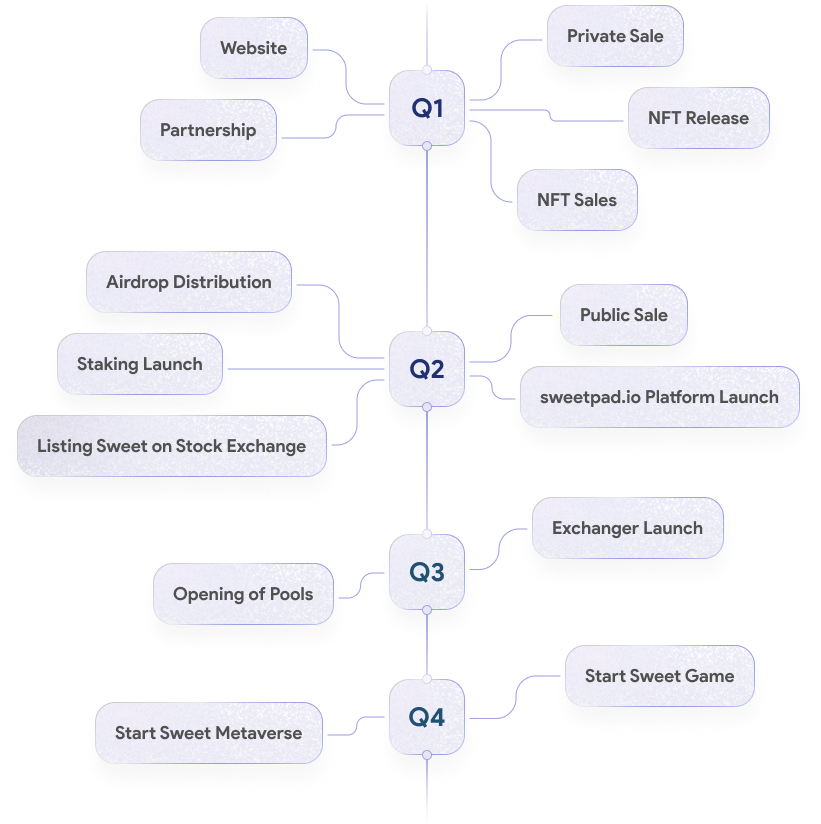 Website
Partnership
Q1
Private Sale
NFT Release
NFT Sales
Airdrop Distribution
Staking Launch
Listing Sweet on Stock Exchange
Q2
Public Sale
sweetpad.io Platform Launch
Opening of Pools
Q3
Exchanger Launch
Start Sweet Metaverse
Q4
Start Sweet Game